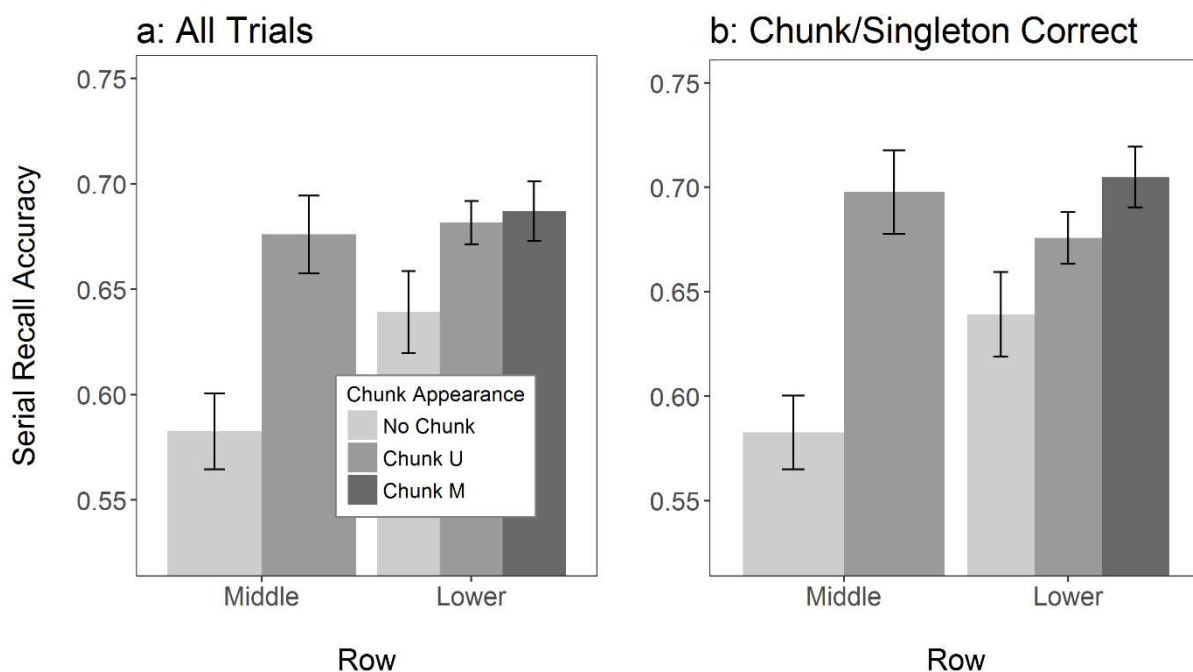 a: All Trials
Serial Recall Accuracy
0.75
0.70
0.65
0.60
0.55
Chunk Appearance
No Chunk
Chunk U
Chunk M
Middle Lower
Row
b: Chunk/Singleton Correct
0.75
0.70
0.65
0.60
0.55
Middle Lower
Row